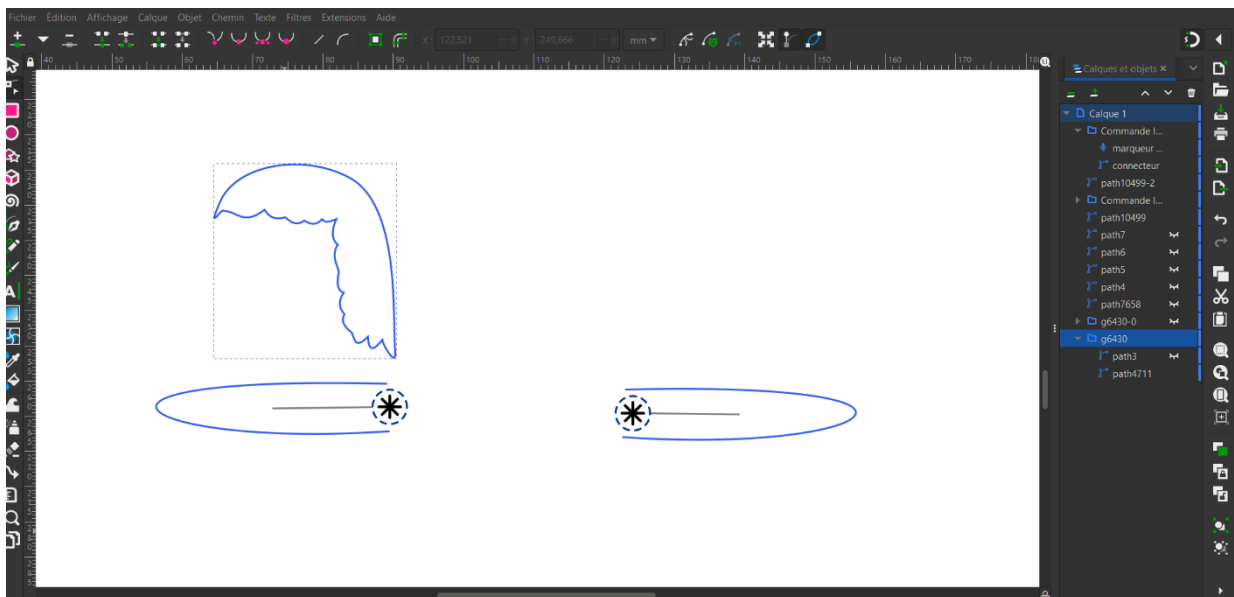 Fichier Édition Affichage Calque Objet Chemin Texte Filtres Extensions Aide
X: 122,521 Y: 249,666 mm
40 50 60 70 80 90 100 110 120 130 140 150 160 170
Calques et objets
Calque 1
Commande l...
marqueur ...
connecteur
path10499-2
Commande l...
path10499
path7
path6
path5
path4
path7658
g6430-0
g6430
path3
path4711